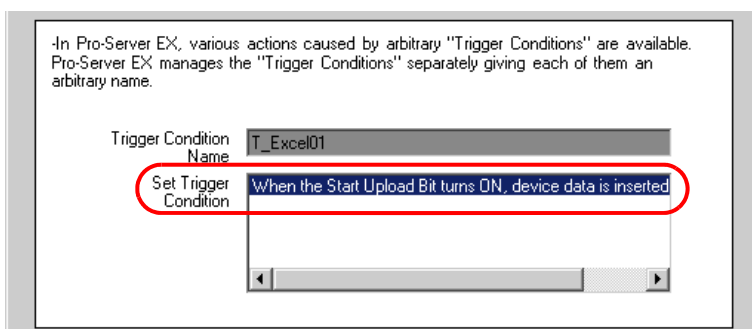 -In Pro-Server EX, various actions caused by arbitrary "Trigger Conditions" are available.
Pro-Server EX manages the "Trigger Conditions" separately giving each of them an
arbitrary name.
Trigger Condition
Name
T_Excel01
Set Trigger
Condition
When the Start Upload Bit turns ON, device data is inserted